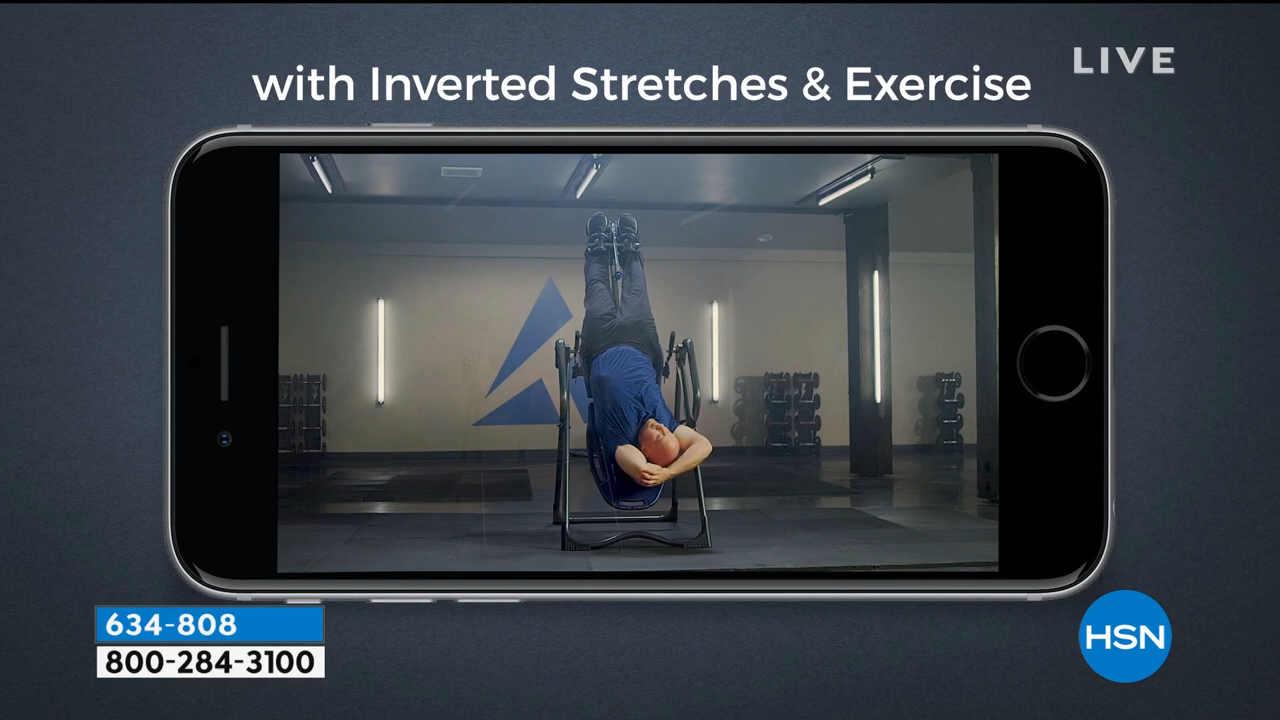 LIVE
with Inverted Stretches & Exercise
634-808
800-284-3100
HSN